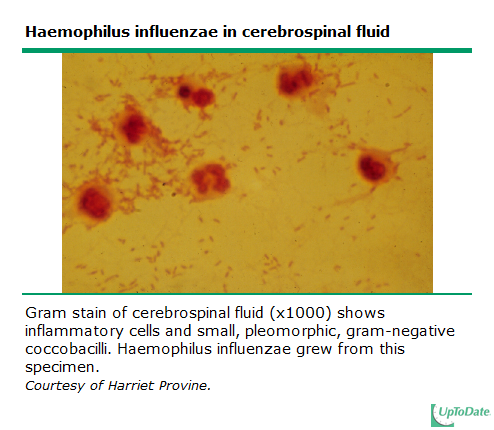 Haemophilus influenzae in cerebrospinal fluid
Gram stain of cerebrospinal fluid (x1000) shows
inflammatory cells and small, pleomorphic, gram-negative
coccobacilli. Haemophilus influenzae grew from this
specimen.
Courtesy of Harriet Provine.
UpToDate